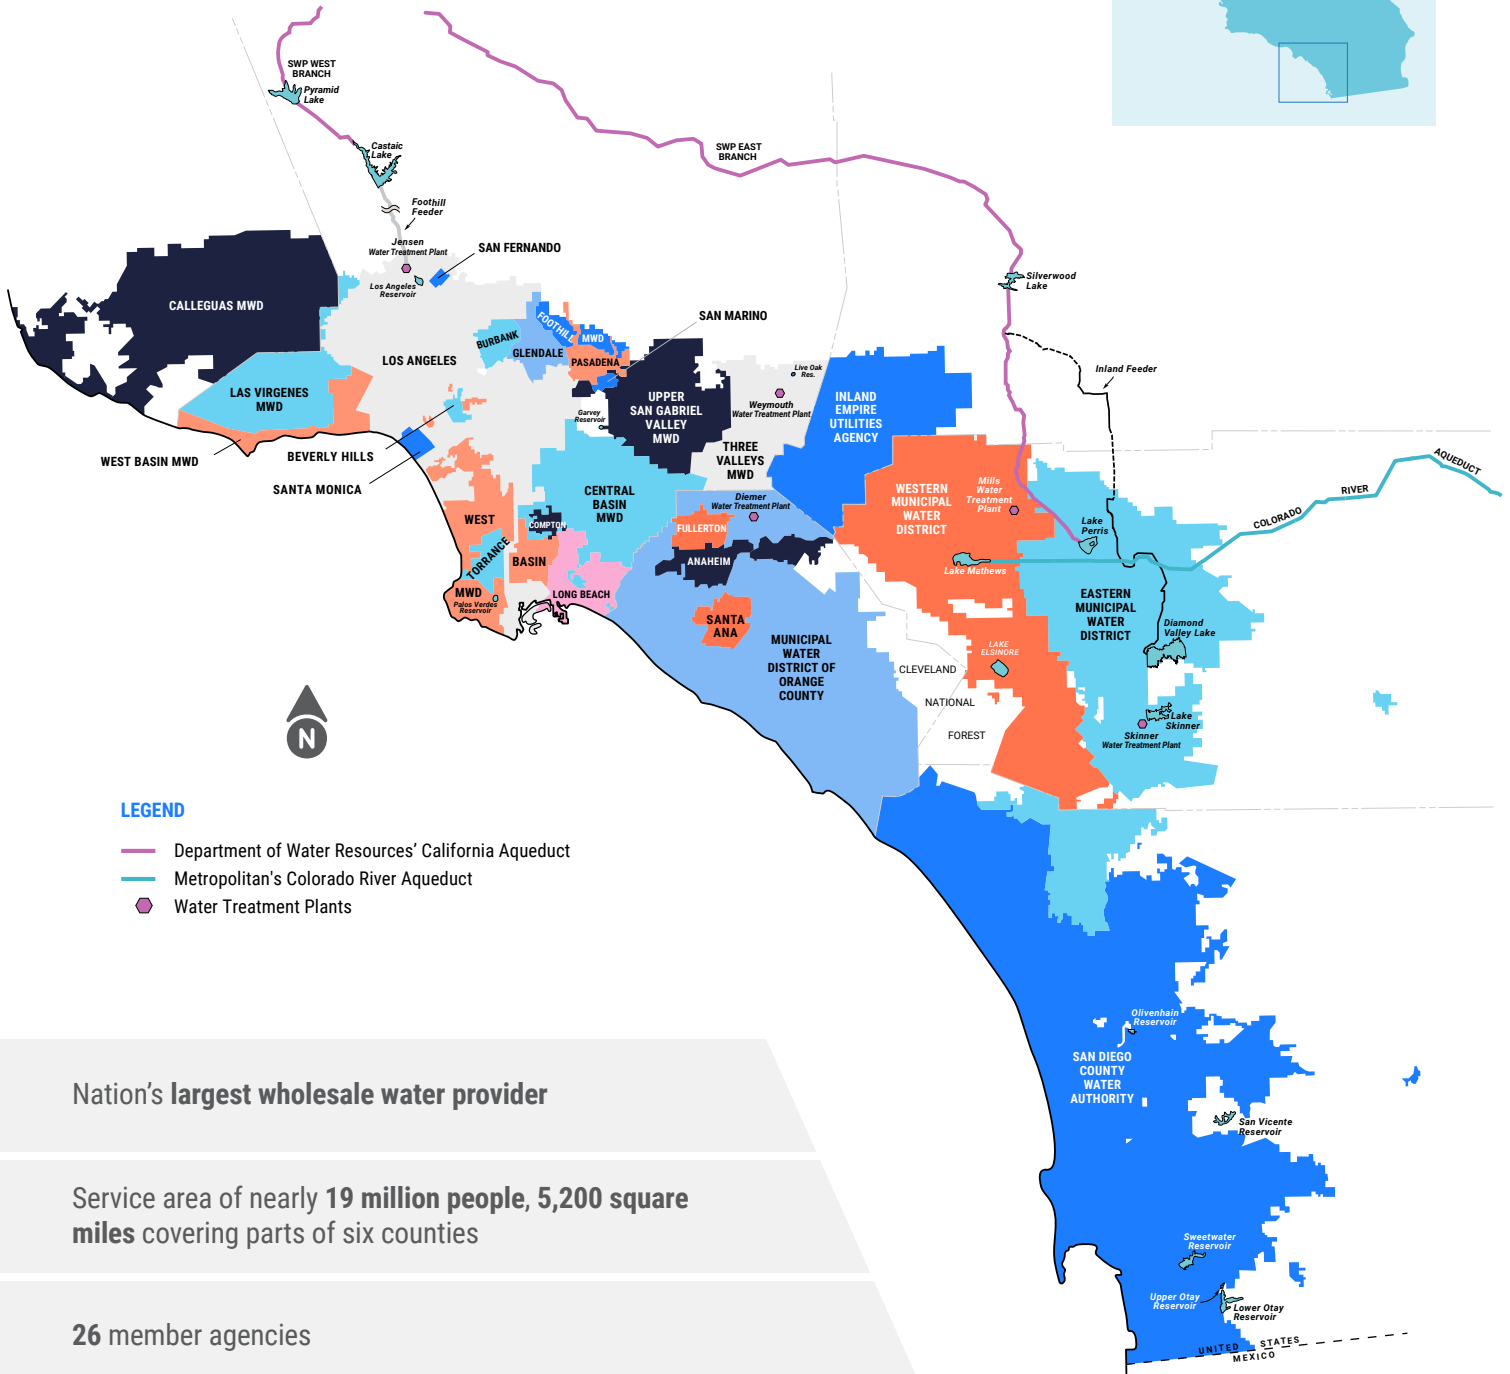 SWP WEST
BRANCH
Pyramid
Lake
Castaic
Lake
SWP EAST
BRANCH
Foothill
Feeder
Jensen
Water Treatment Plant
SAN FERNANDO
Los Angeles
Reservoir
Silverwood
Lake
CALLEGUAS MWD
SAN MARINO
FOOTHILL
MWD
BURBANK
GLENDALE
PASADENA
LOS ANGELES
Live Oak
Res.
Inland Feeder
LAS VIRGENES
MWD
UPPER
SAN GABRIEL
VALLEY
MWD
Weymouth
Water Treatment Plant
INLAND
EMPIRE
UTILITIES
AGENCY
Garvey
Reservoir
THREE
VALLEYS
MWD
WEST BASIN MWD
BEVERLY HILLS
SANTA MONICA
AQUEDUCT
RIVER
COLORADO
CENTRAL
BASIN
MWD
Diemer
Water Treatment Plant
WESTERN
MUNICIPAL
WATER
DISTRICT
Mills
Water
Treatment
Plant
WEST
COMPTON
FULLERTON
Lake
Perris
TORRANCE
BASIN
ANAHEIM
Lake Mathews
MWD
Palos Verdes
Reservoir
LONG BEACH
EASTERN
MUNICIPAL
WATER
DISTRICT
SANTA
ANA
Diamond
Valley Lake
MUNICIPAL
WATER
DISTRICT OF
ORANGE
COUNTY
LAKE
ELSINORE
CLEVELAND
NATIONAL
FOREST
Lake
Skinner
Skinner
Water Treatment Plant
N
LEGEND
Department of Water Resources’ California Aqueduct
Metropolitan's Colorado River Aqueduct
Water Treatment Plants
Olivenhain
Reservoir
SAN DIEGO
COUNTY
WATER
AUTHORITY
San Vicente
Reservoir
Sweetwater
Reservoir
Upper Otay
Reservoir
Lower Otay
Reservoir
UNITED STATES
MEXICO
Nation’s largest wholesale water provider
Service area of nearly 19 million people, 5,200 square
miles covering parts of six counties
26 member agencies